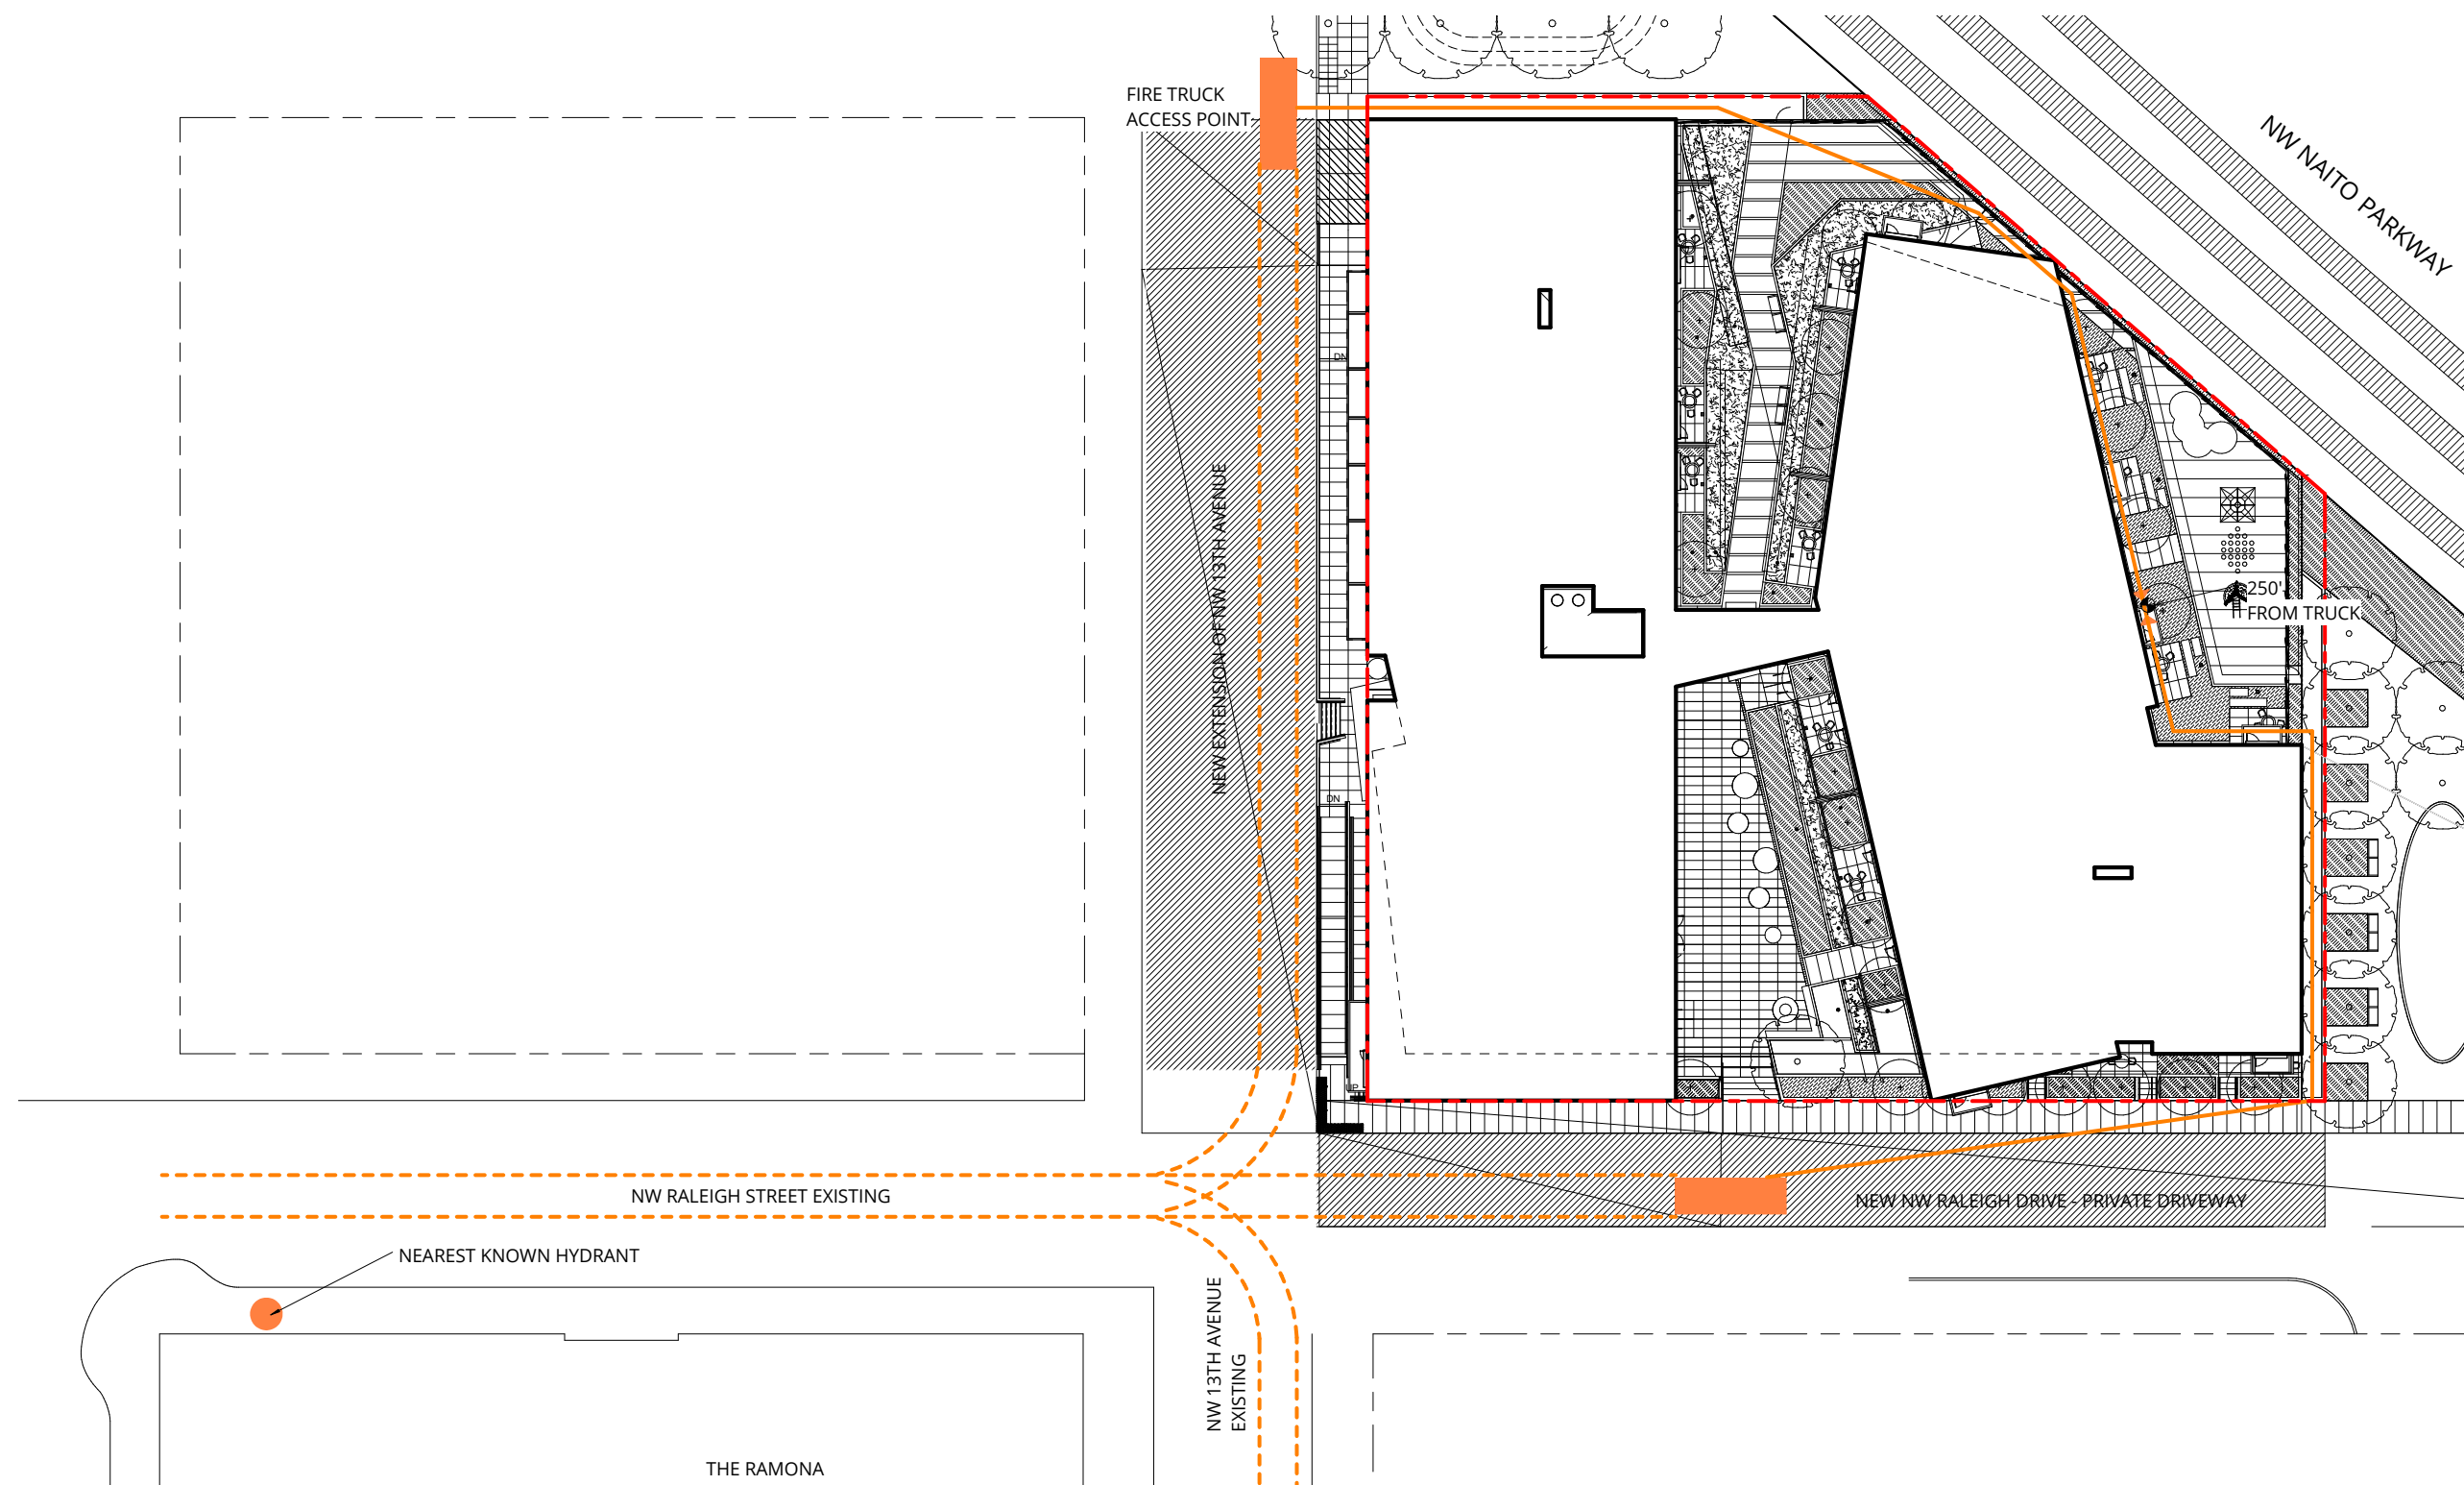 FIRE TRUCK
ACCESS POINT
NW NAITO PARKWAY
DN
NEW EXTENSION OF NW 13TH AVENUE
250'
FROM TRUCK
DN
UP
NW RALEIGH STREET EXISTING
NEW NW RALEIGH DRIVE - PRIVATE DRIVEWAY
NEAREST KNOWN HYDRANT
NW 13TH AVENUE
EXISTING
THE RAMONA